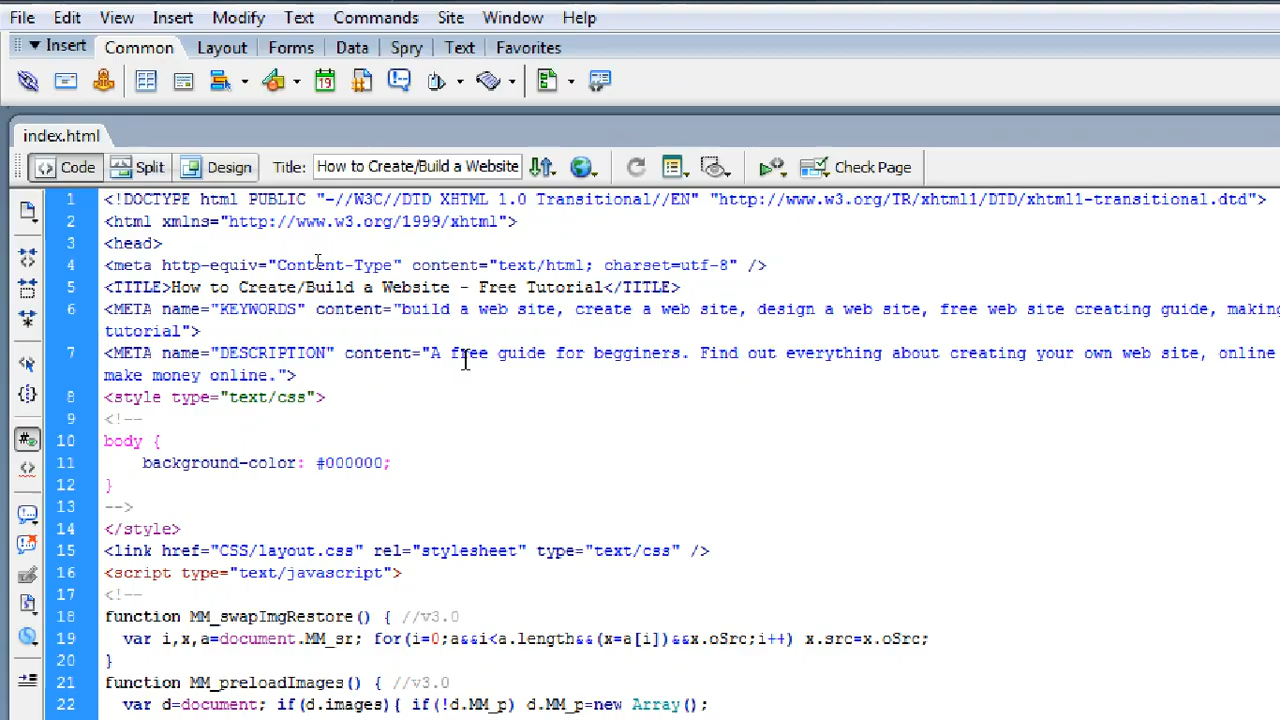 File Edit View Insert Modify Text Commands Site Window Help
Insert Common Layout Forms Data Spry Text Favorites
19
index.html
Code Split Design Title: How to Create/Build a Website Check Page
1 <!DOCTYPE html PUBLIC "-//W3C//DTD XHTML 1.0 Transitional//EN" "http://www.w3.org/TR/xhtml1/DTD/xhtml1-transitional.dtd">
2 <html xmlns="http://www.w3.org/1999/xhtml">
3 <head>
4 <meta http-equiv="Content-Type" content="text/html; charset=utf-8" />
5 <TITLE>How to Create/Build a Website - Free Tutorial</TITLE>
6 <META name="KEYWORDS" content="build a web site, create a web site, design a web site, free web site creating guide, making
tutorial">
7 <META name="DESCRIPTION" content="A free guide for begginers. Find out everything about creating your own web site, online
make money online.">
8 <style type="text/css">
9 <!--
10 body {
11 background-color: #000000;
12 }
13 -->
14 </style>
15 <link href="CSS/layout.css" rel="stylesheet" type="text/css" />
16 <script type="text/javascript">
17 <!--
18 function MM_swapImgRestore() { //v3.0
19 var i,x,a=document.MM_sr; for(i=0;a&&i<a.length&&(x=a[i])&&x.oSrc;i++) x.src=x.oSrc;
20 }
21 function MM_preloadImages() { //v3.0
22 var d=document; if(d.images){ if(!d.MM_p) d.MM_p=new Array();